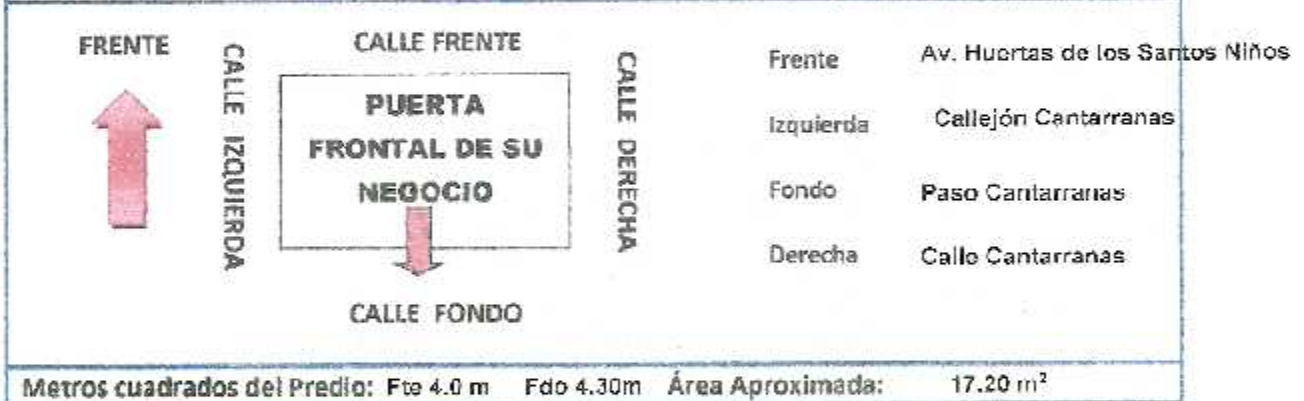 FRENTE
CALLE IZQUIERDA
CALLE FRENTE
PUERTA
FRONTAL DE SU
NEGOCIO
CALLE FONDO
CALLE DERECHA
Frente Av. Huertas de los Santos Niños
Izquierda Callejón Cantarranas
Fondo Paso Cantarranas
Derecha Calle Cantarranas
Metros cuadrados del Predio: Fte 4.0 m Fdo 4.30m Área Aproximada: 17.20 m²